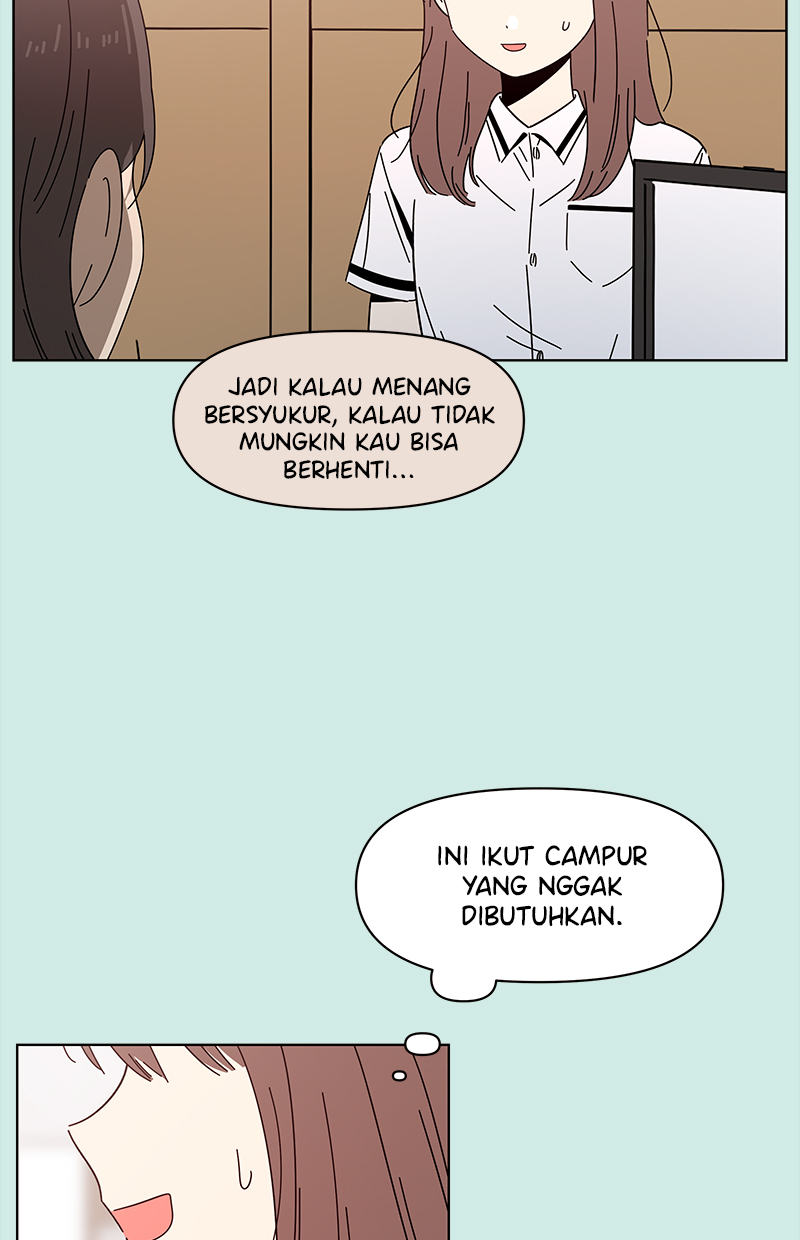 JADI KALAU MENANG
BERSYUKUR, KALAU TIDAK
MUNGKIN KAU BISA
BERHENTI...
INI IKUT CAMPUR
YANG NGGAK
DIBUTUHKAN.